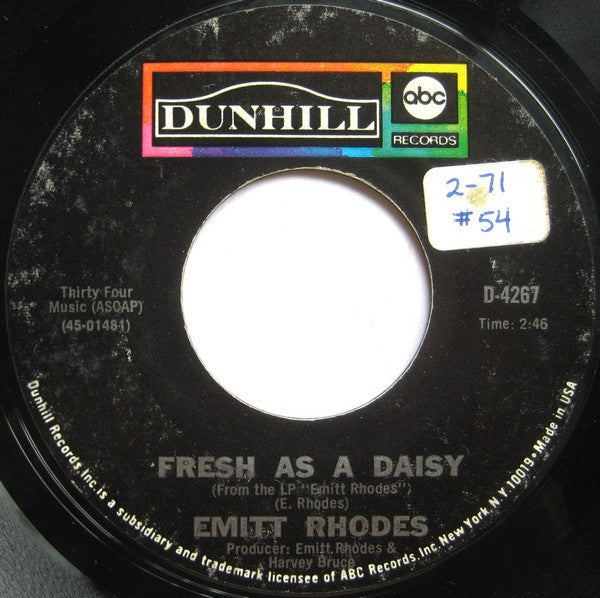 DUNHILL
abc
RECORDS
2-71
#54
Thirty Four
Music (ASCAP)
(45-01481)
D-4267
Time: 2:46
FRESH AS A DAISY
(From the LP "Emitt Rhodes")
(E. Rhodes)
EMITT RHODES
Producer: Emitt Rhodes &
Harvey Bruce
Dunhill Records, Inc. is a subsidiary and trademark licensee of ABC Records, Inc. New York, N.Y. 10019 • Made in USA